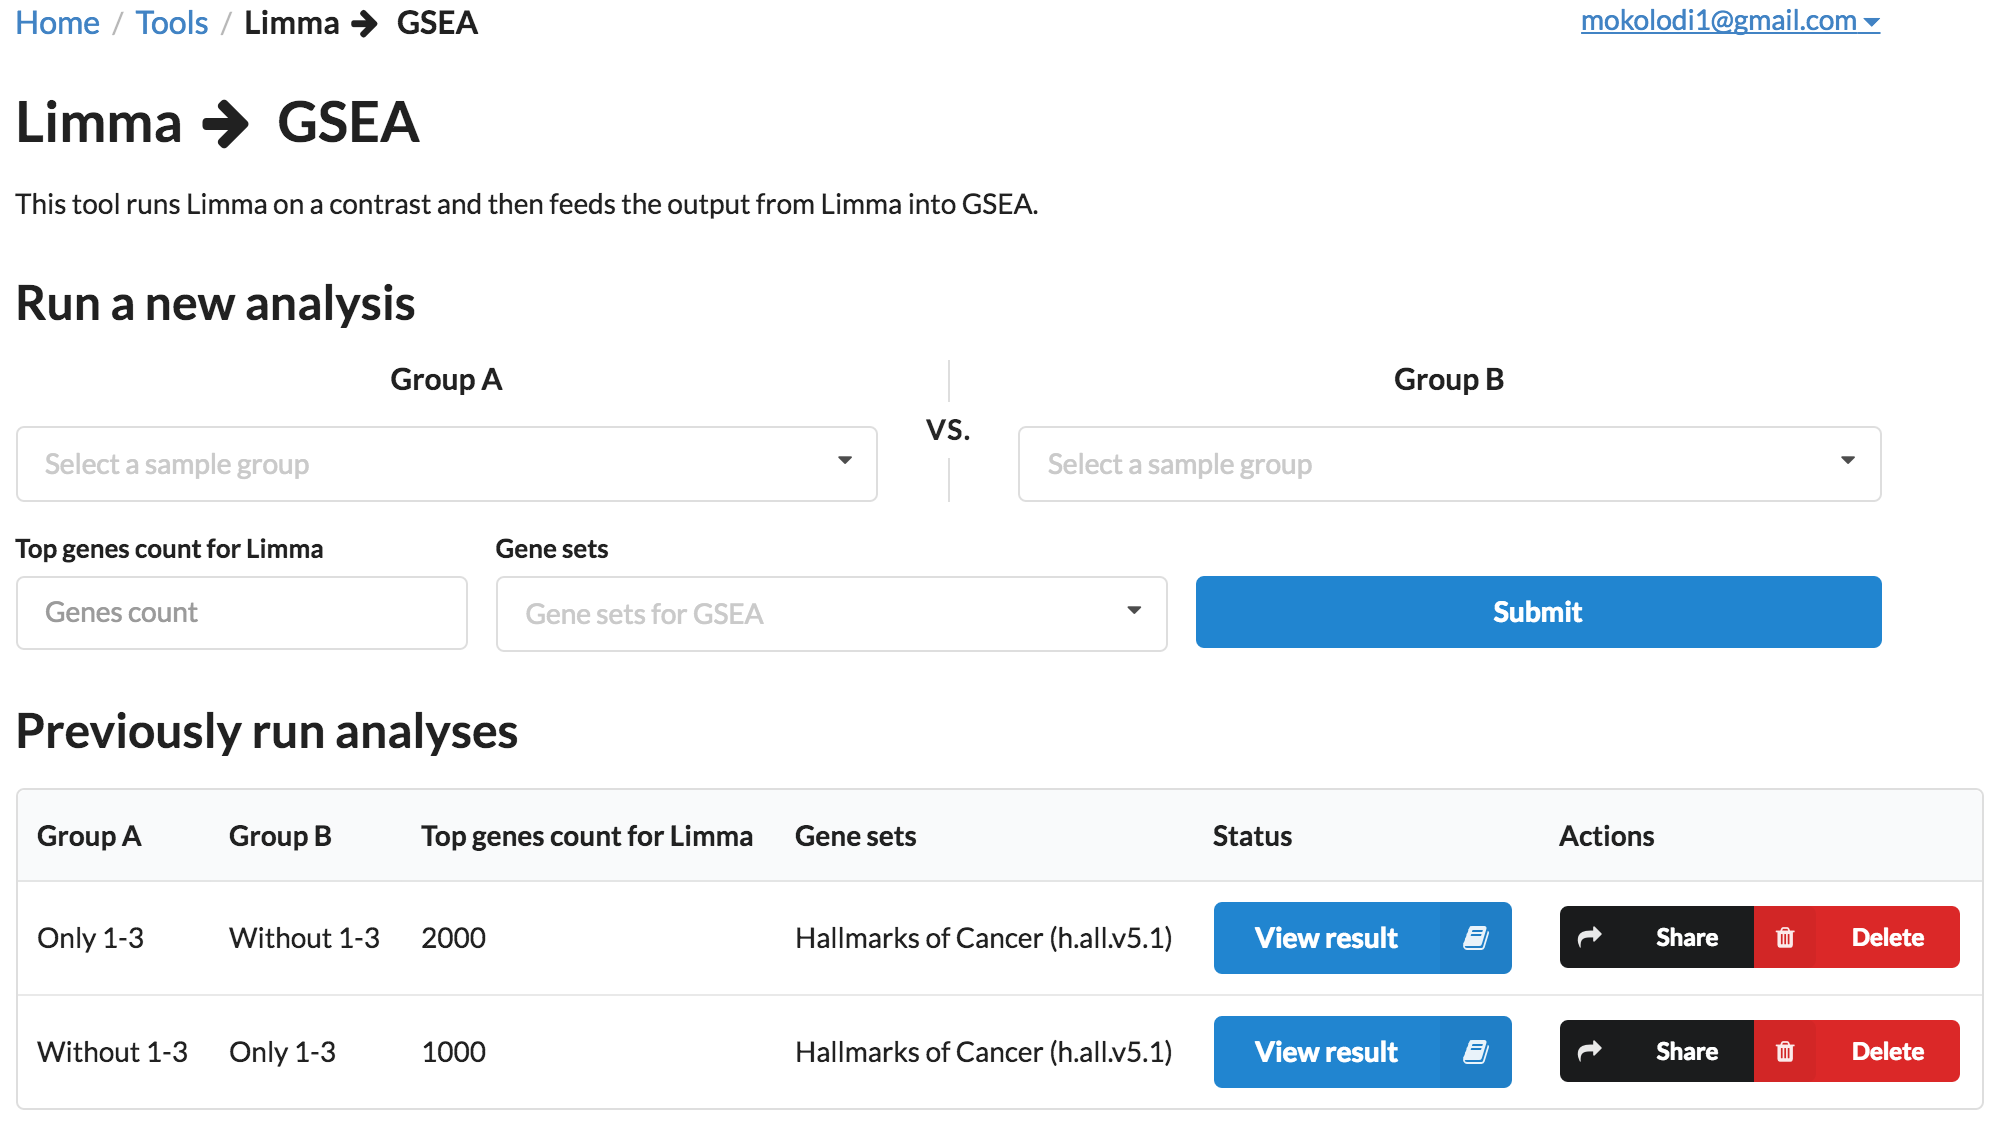 Home / Tools / Limma GSEA
mokolodi1@gmail.com
Limma GSEA
This tool runs Limma on a contrast and then feeds the output from Limma into GSEA.
Run a new analysis
Group A
vs.
Group B
Select a sample group
Select a sample group
Top genes count for Limma
Gene sets
Genes count
Gene sets for GSEA
Submit
Previously run analyses
Group A Group B Top genes count for Limma Gene sets Status Actions
Only 1-3 Without 1-3 2000 Hallmarks of Cancer (h.all.v5.1) View result Share Delete
Without 1-3 Only 1-3 1000 Hallmarks of Cancer (h.all.v5.1) View result Share Delete